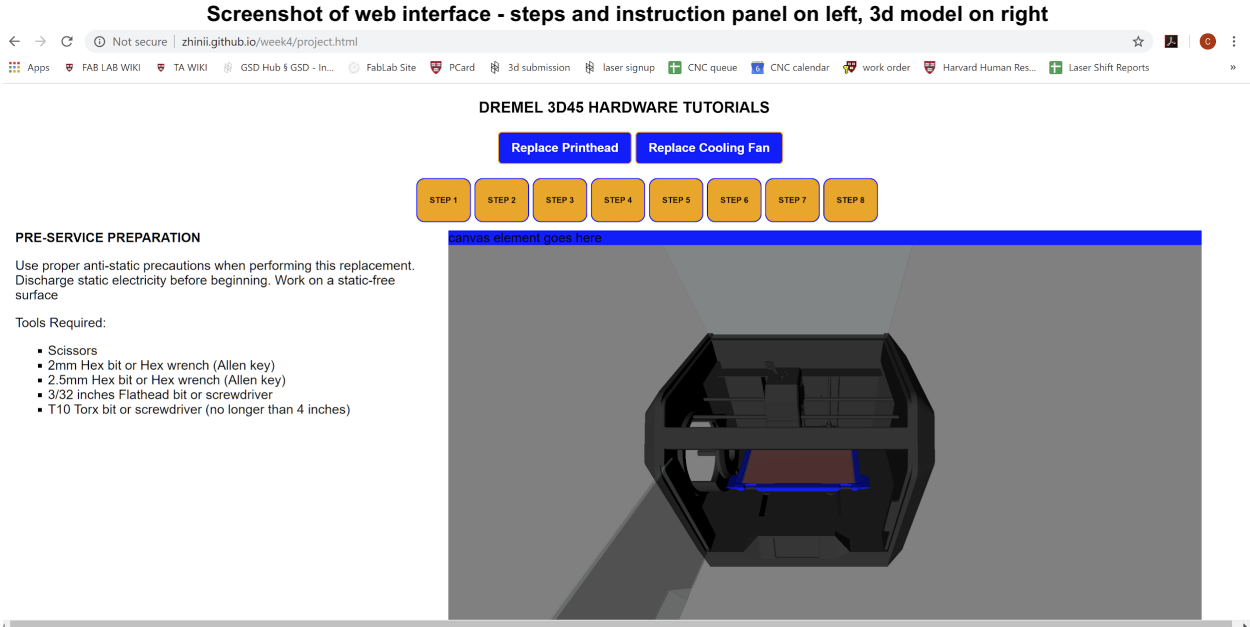 Screenshot of web interface - steps and instruction panel on left, 3d model on right
Not secure | zhinii.github.io/week4/project.html
C
Apps FAB LAB WIKI TA WIKI GSD Hub § GSD - In... FabLab Site PCard 3d submission laser signup CNC queue 6 CNC calendar work order Harvard Human Res... Laser Shift Reports »
DREMEL 3D45 HARDWARE TUTORIALS
Replace Printhead Replace Cooling Fan
STEP 1 STEP 2 STEP 3 STEP 4 STEP 5 STEP 6 STEP 7 STEP 8
PRE-SERVICE PREPARATION
Use proper anti-static precautions when performing this replacement.
Discharge static electricity before beginning. Work on a static-free
surface
Tools Required:
Scissors
2mm Hex bit or Hex wrench (Allen key)
2.5mm Hex bit or Hex wrench (Allen key)
3/32 inches Flathead bit or screwdriver
T10 Torx bit or screwdriver (no longer than 4 inches)
canvas element goes here